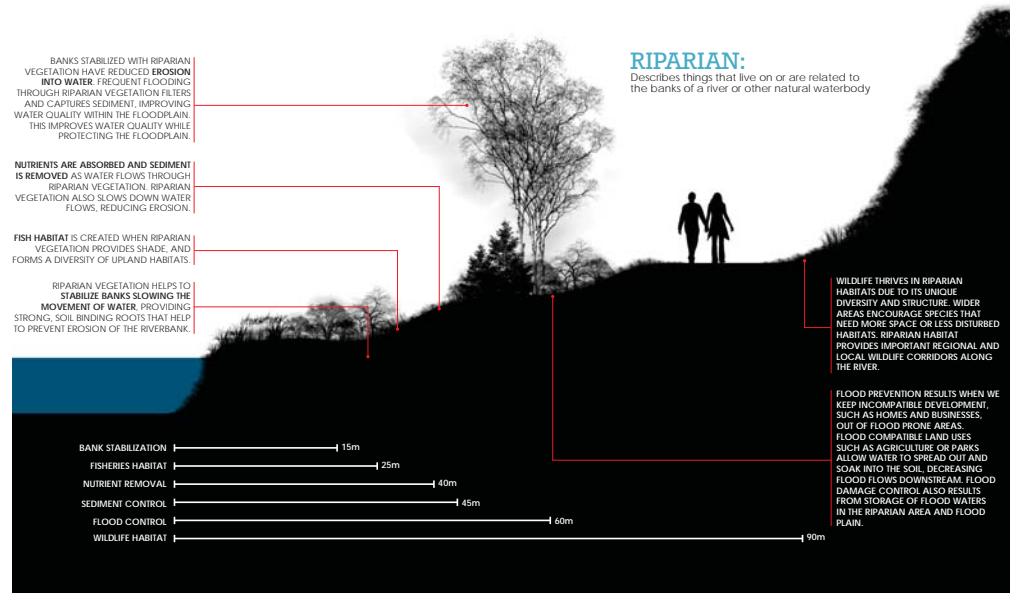 RIPARIAN:
Describes things that live on or are related to
the banks of a river or other natural waterbody
BANKS STABILIZED WITH RIPARIAN
VEGETATION HAVE REDUCED EROSION
INTO WATER. FREQUENT FLOODING
THROUGH RIPARIAN VEGETATION FILTERS
AND CAPTURES SEDIMENT, IMPROVING
WATER QUALITY WITHIN THE FLOODPLAIN.
THIS IMPROVES WATER QUALITY WHILE
PROTECTING THE FLOODPLAIN.
NUTRIENTS ARE ABSORBED AND SEDIMENT
IS REMOVED AS WATER FLOWS THROUGH
RIPARIAN VEGETATION. RIPARIAN
VEGETATION ALSO SLOWS DOWN WATER
FLOWS, REDUCING EROSION.
FISH HABITAT IS CREATED WHEN RIPARIAN
VEGETATION PROVIDES SHADE, AND
FORMS A DIVERSITY OF UPLAND HABITATS.
RIPARIAN VEGETATION HELPS TO
STABILIZE BANKS SLOWING THE
MOVEMENT OF WATER, PROVIDING
STRONG, SOIL BINDING ROOTS THAT HELP
TO PREVENT EROSION OF THE RIVERBANK.
WILDLIFE THRIVES IN RIPARIAN
HABITATS DUE TO ITS UNIQUE
DIVERSITY AND STRUCTURE. WIDER
AREAS ENCOURAGE SPECIES THAT
NEED MORE SPACE OR LESS DISTURBED
HABITATS. RIPARIAN HABITAT
PROVIDES IMPORTANT REGIONAL AND
LOCAL WILDLIFE CORRIDORS ALONG
THE RIVER.
FLOOD PREVENTION RESULTS WHEN WE
KEEP INCOMPATIBLE DEVELOPMENT,
SUCH AS HOMES AND BUSINESSES,
OUT OF FLOOD PRONE AREAS.
FLOOD COMPATIBLE LAND USES
SUCH AS AGRICULTURE OR PARKS
ALLOW WATER TO SPREAD OUT AND
SOAK INTO THE SOIL, DECREASING
FLOOD FLOWS DOWNSTREAM. FLOOD
DAMAGE CONTROL ALSO RESULTS
FROM STORAGE OF FLOOD WATERS
IN THE RIPARIAN AREA AND FLOOD
PLAIN.
BANK STABILIZATION 15m
FISHERIES HABITAT 25m
NUTRIENT REMOVAL 40m
SEDIMENT CONTROL 45m
FLOOD CONTROL 60m
WILDLIFE HABITAT 90m